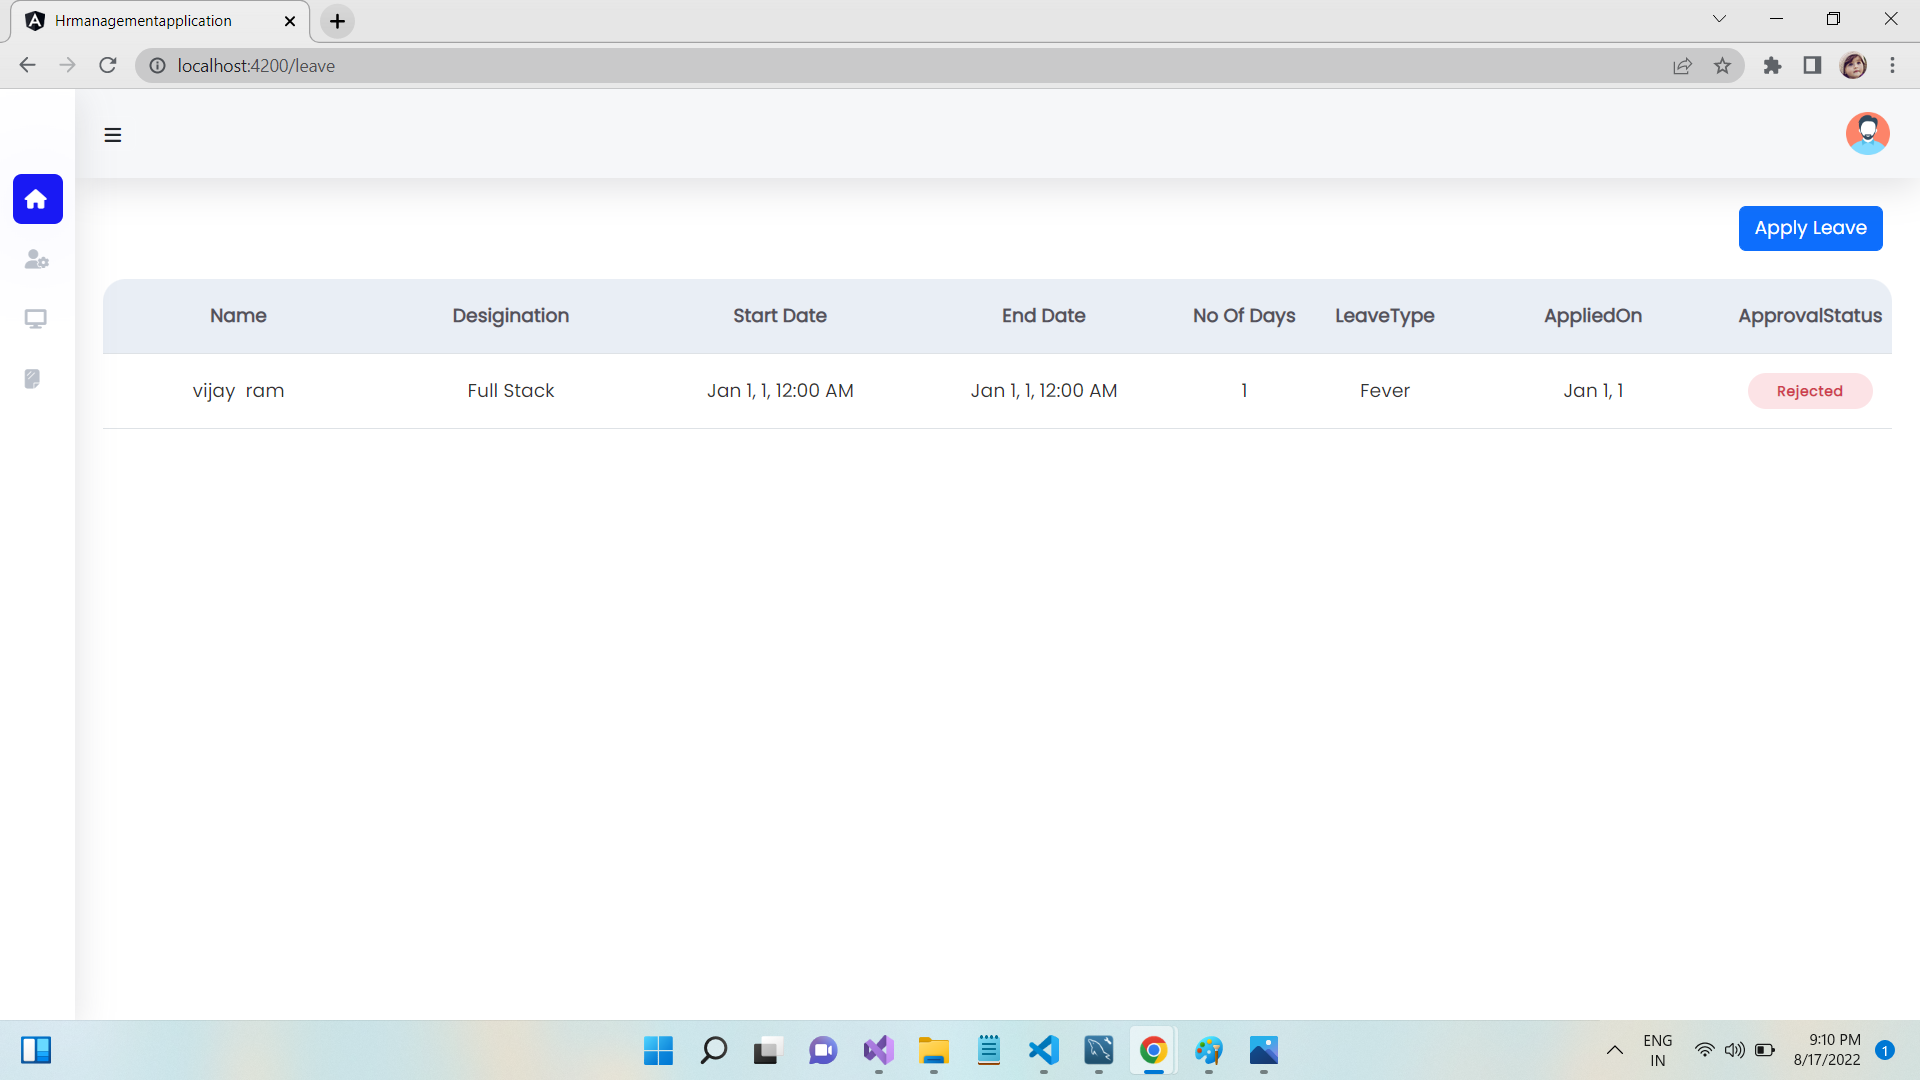 Hrmanagementapplication
localhost:4200/leave
Apply Leave
Name Desigination Start Date End Date No Of Days LeaveType AppliedOn ApprovalStatus
vijay ram Full Stack Jan 1, 1, 12:00 AM Jan 1, 1, 12:00 AM 1 Fever Jan 1, 1 Rejected
ENG
IN
9:10 PM
8/17/2022
1